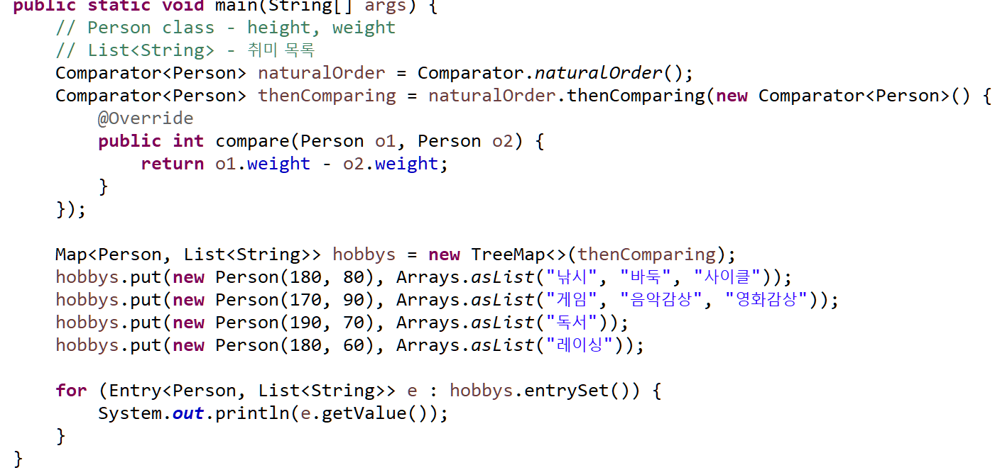 public static void main(String[] args) {
// Person class - height, weight
// List<String> - 취미 목록
Comparator<Person> naturalOrder = Comparator.naturalOrder();
Comparator<Person> thenComparing = naturalOrder.thenComparing(new Comparator<Person>() {
@Override
public int compare(Person o1, Person o2) {
return o1.weight - o2.weight;
}
});
Map<Person, List<String>> hobbys = new TreeMap<>(thenComparing);
hobbys.put(new Person(180, 80), Arrays.asList("낚시", "바둑", "사이클"));
hobbys.put(new Person(170, 90), Arrays.asList("게임", "음악감상", "영화감상"));
hobbys.put(new Person(190, 70), Arrays.asList("독서"));
hobbys.put(new Person(180, 60), Arrays.asList("레이싱"));
for (Entry<Person, List<String>> e : hobbys.entrySet()) {
System.out.println(e.getValue());
}
}